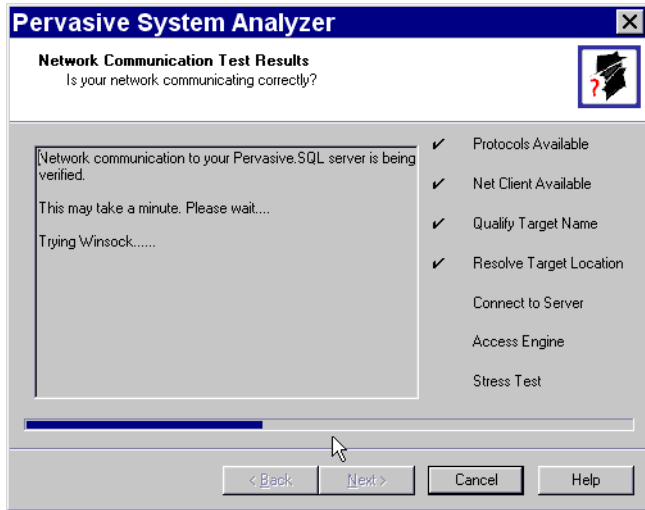 Pervasive System Analyzer
Network Communication Test Results
Is your network communicating correctly?
?
Network communication to your Pervasive.SQL server is being
verified.
This may take a minute. Please wait....
Trying Winsock......
✔ Protocols Available
✔ Net Client Available
✔ Qualify Target Name
✔ Resolve Target Location
Connect to Server
Access Engine
Stress Test
< Back
Next >
Cancel
Help